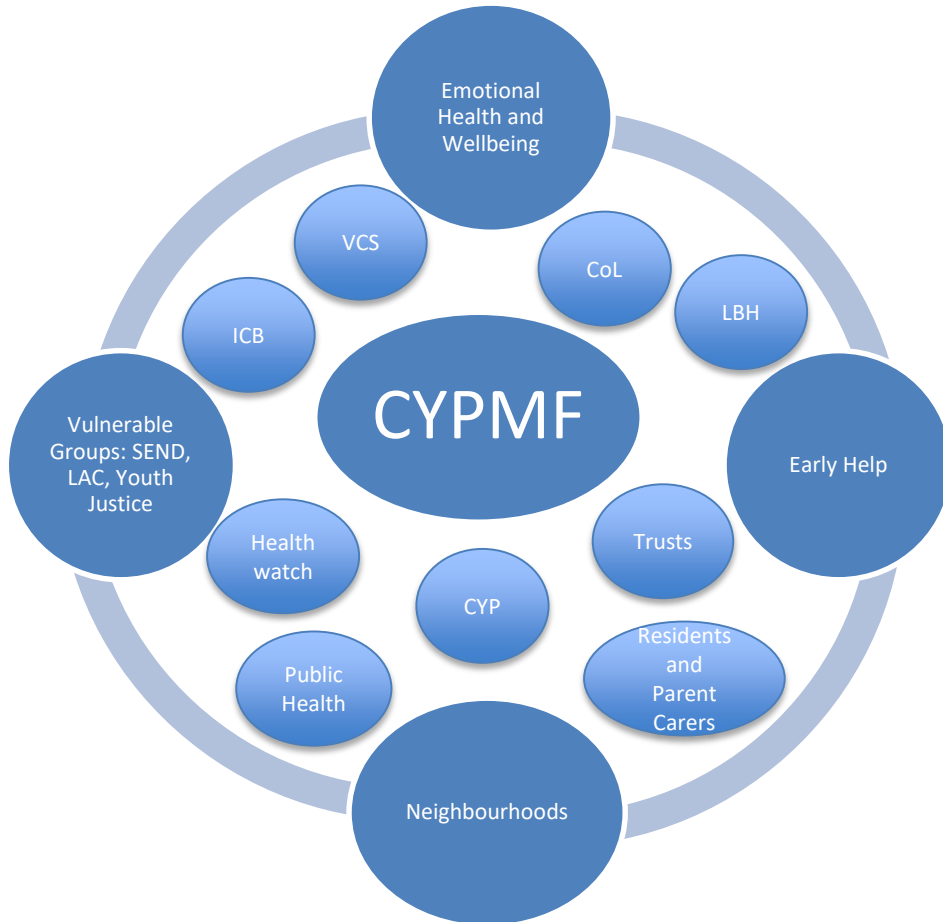 Emotional
Health and
Wellbeing
VCS
CoL
LBH
ICB
CYPMF
Vulnerable
Groups: SEND,
LAC, Youth
Justice
Early Help
Health
watch
Trusts
CYP
Public
Health
Residents
and
Parent
Carers
Neighbourhoods